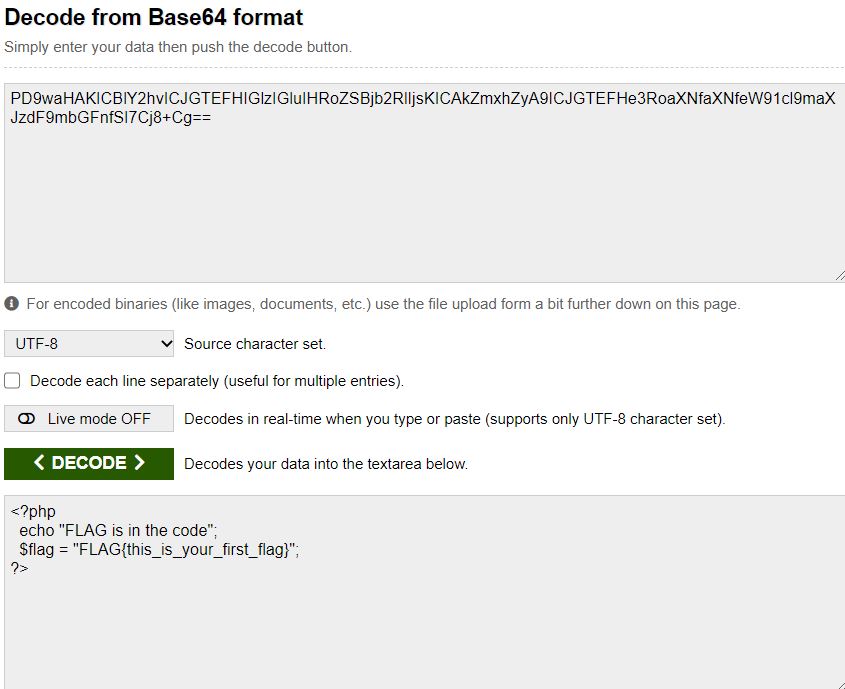 Decode from Base64 format
Simply enter your data then push the decode button.
PD9waHAKICBlY2hvICJGTEFHIGlzIGluIHRoZSBjb2RlIjsKICAkZmxhZyA9ICJGTEFHe3RoaXNfaXNfeW91cl9maX
JzdF9mbGFnfSI7Cj8+Cg==
For encoded binaries (like images, documents, etc.) use the file upload form a bit further down on this page.
UTF-8 Source character set.
Decode each line separately (useful for multiple entries).
Live mode OFF Decodes in real-time when you type or paste (supports only UTF-8 character set).
< DECODE > Decodes your data into the textarea below.
<?php
  echo "FLAG is in the code";
  $flag = "FLAG{this_is_your_first_flag}";
?>